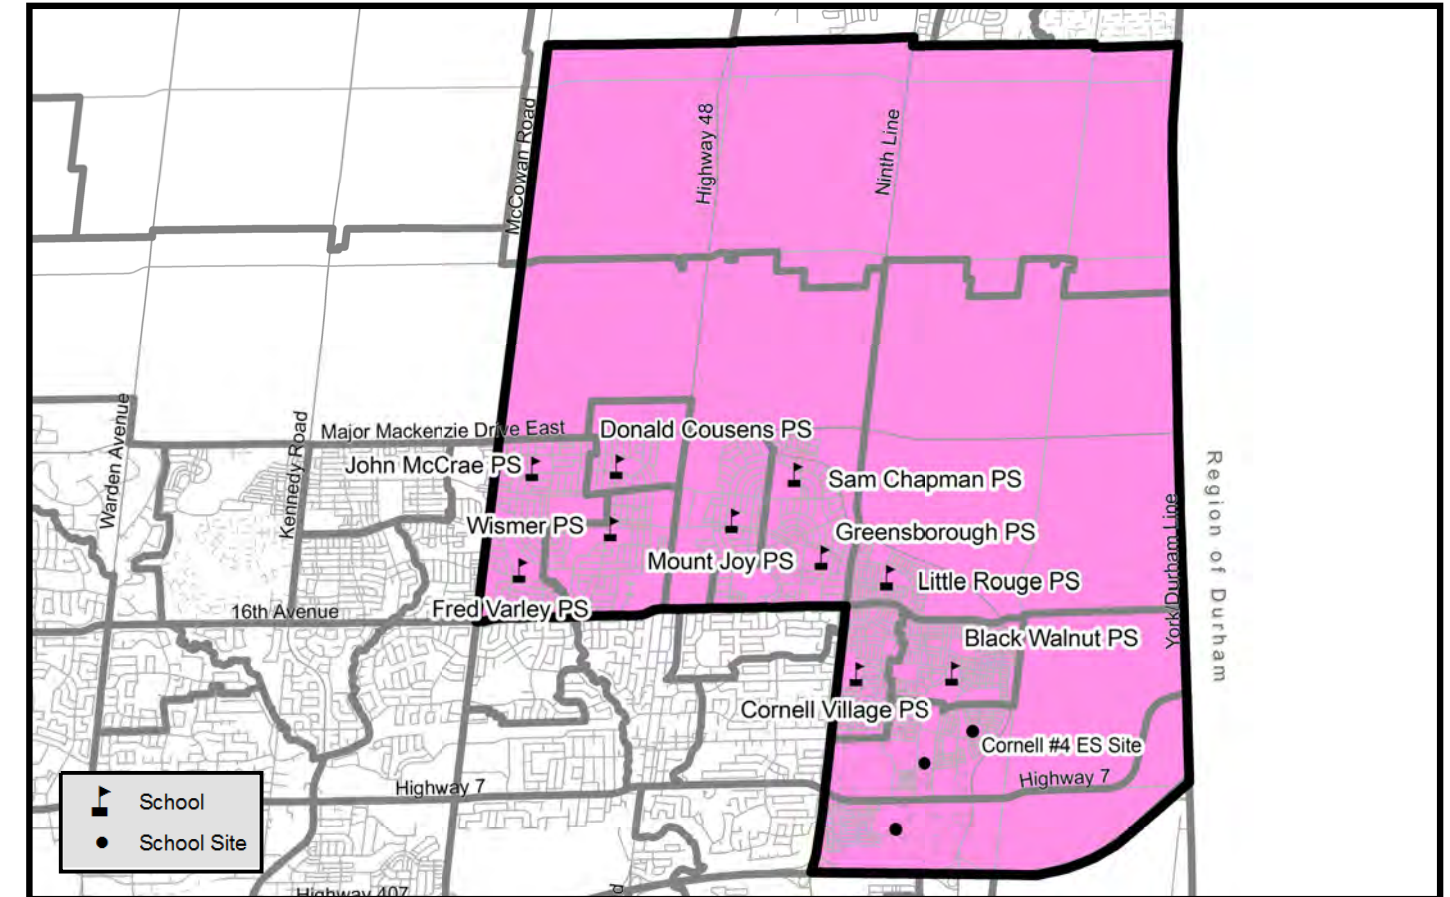 McCowan Road
Highway 48
Ninth Line
Warden Avenue
Kennedy Road
Major Mackenzie Drive East
Donald Cousens PS
John McCrae PS
Sam Chapman PS
Wismer PS
Greensborough PS
Mount Joy PS
Little Rouge PS
16th Avenue
Fred Varley PS
Black Walnut PS
York/Durham Line
Region of Durham
Cornell Village PS
Cornell #4 ES Site
Highway 7
Highway 7
School
School Site
Highway 407